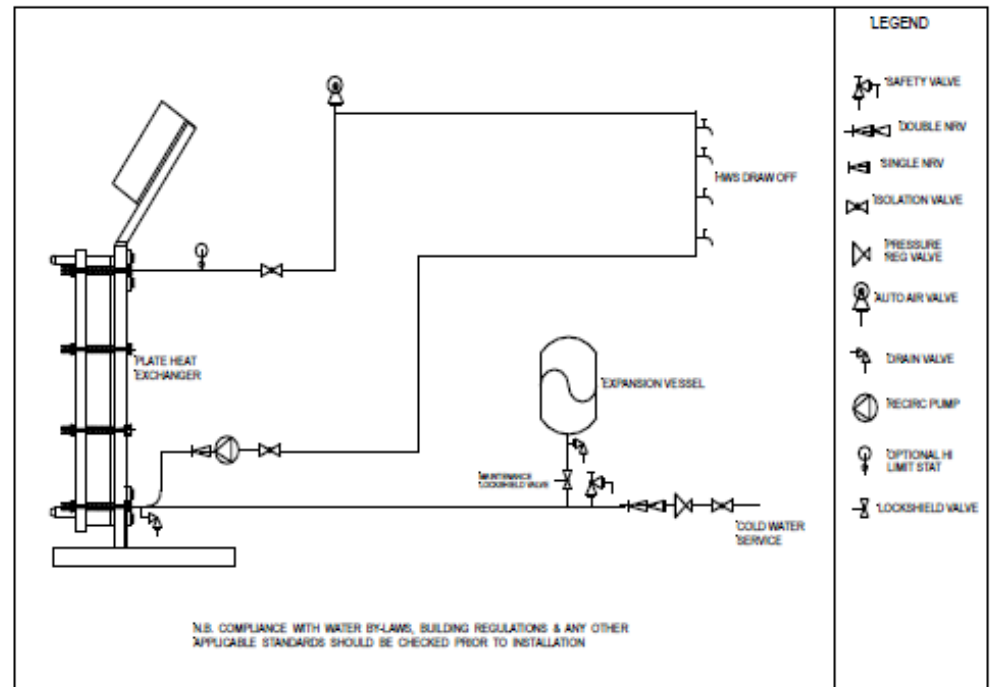 LEGEND
SAFETY VALVE
DOUBLE NRV
SINGLE NRV
ISOLATION VALVE
PRESSURE
REG VALVE
AUTO AIR VALVE
DRAIN VALVE
RECIRC PUMP
OPTIONAL HI
LIMIT STAT
LOCKSHIELD VALVE
HWS DRAW OFF
PLATE HEAT
EXCHANGER
EXPANSION VESSEL
MAINTENANCE
LOCKSHIELD VALVE
COLD WATER
SERVICE
N.B. COMPLIANCE WITH WATER BY-LAWS, BUILDING REGULATIONS & ANY OTHER
APPLICABLE STANDARDS SHOULD BE CHECKED PRIOR TO INSTALLATION